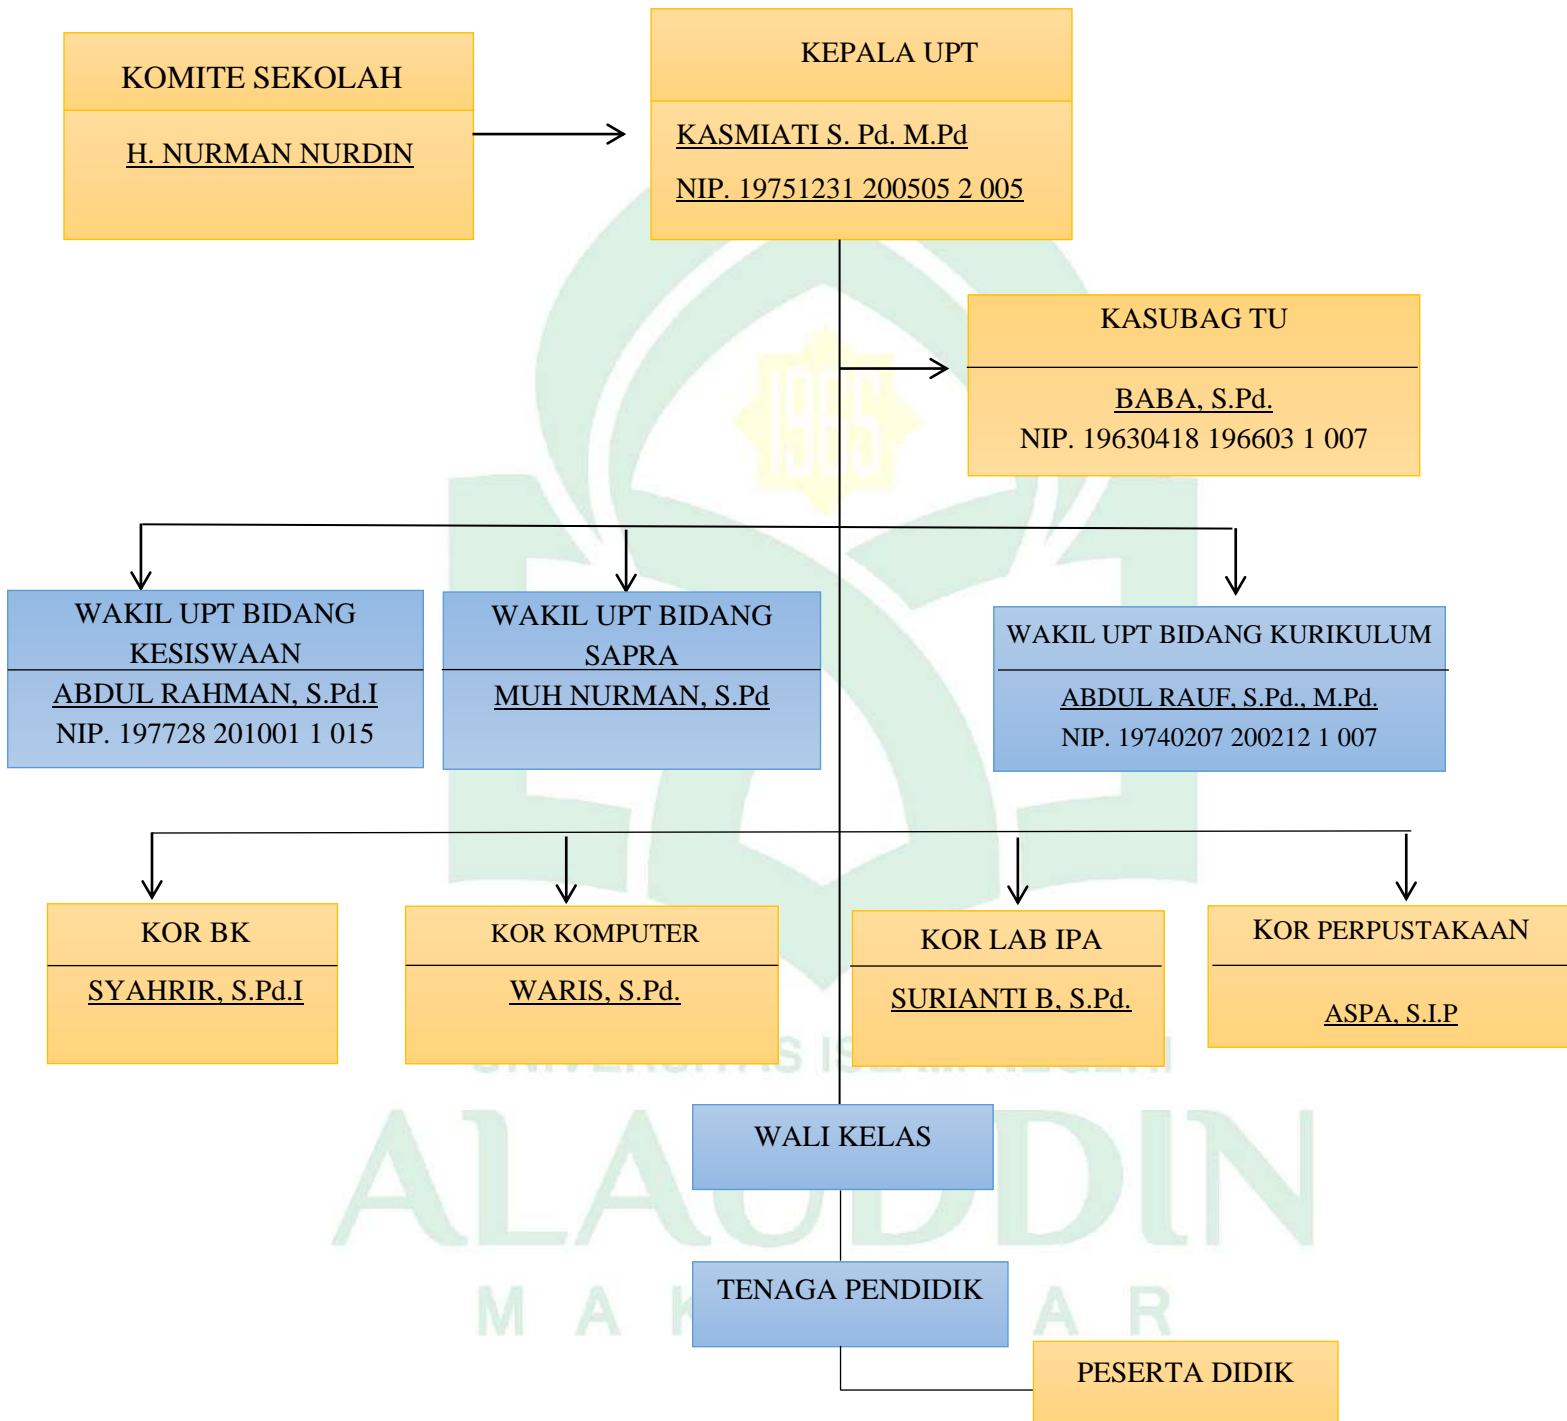 KOMITE SEKOLAH
H. NURMAN NURDIN
KEPALA UPT
KASMIATI S. Pd. M.Pd
NIP. 19751231 200505 2 005
KASUBAG TU
BABA, S.Pd.
NIP. 19630418 196603 1 007
1965
WAKIL UPT BIDANG
KESISWAAN
ABDUL RAHMAN, S.Pd.I
NIP. 197728 201001 1 015
WAKIL UPT BIDANG
SAPRA
MUH NURMAN, S.Pd
WAKIL UPT BIDANG KURIKULUM
ABDUL RAUF, S.Pd., M.Pd.
NIP. 19740207 200212 1 007
KOR BK
SYAHRIR, S.Pd.I
KOR KOMPUTER
WARIS, S.Pd.
KOR LAB IPA
SURIANTI B, S.Pd.
KOR PERPUSTAKAAN
ASPA, S.I.P
WALI KELAS
ALAUDDIN
TENAGA PENDIDIK
PESERTA DIDIK